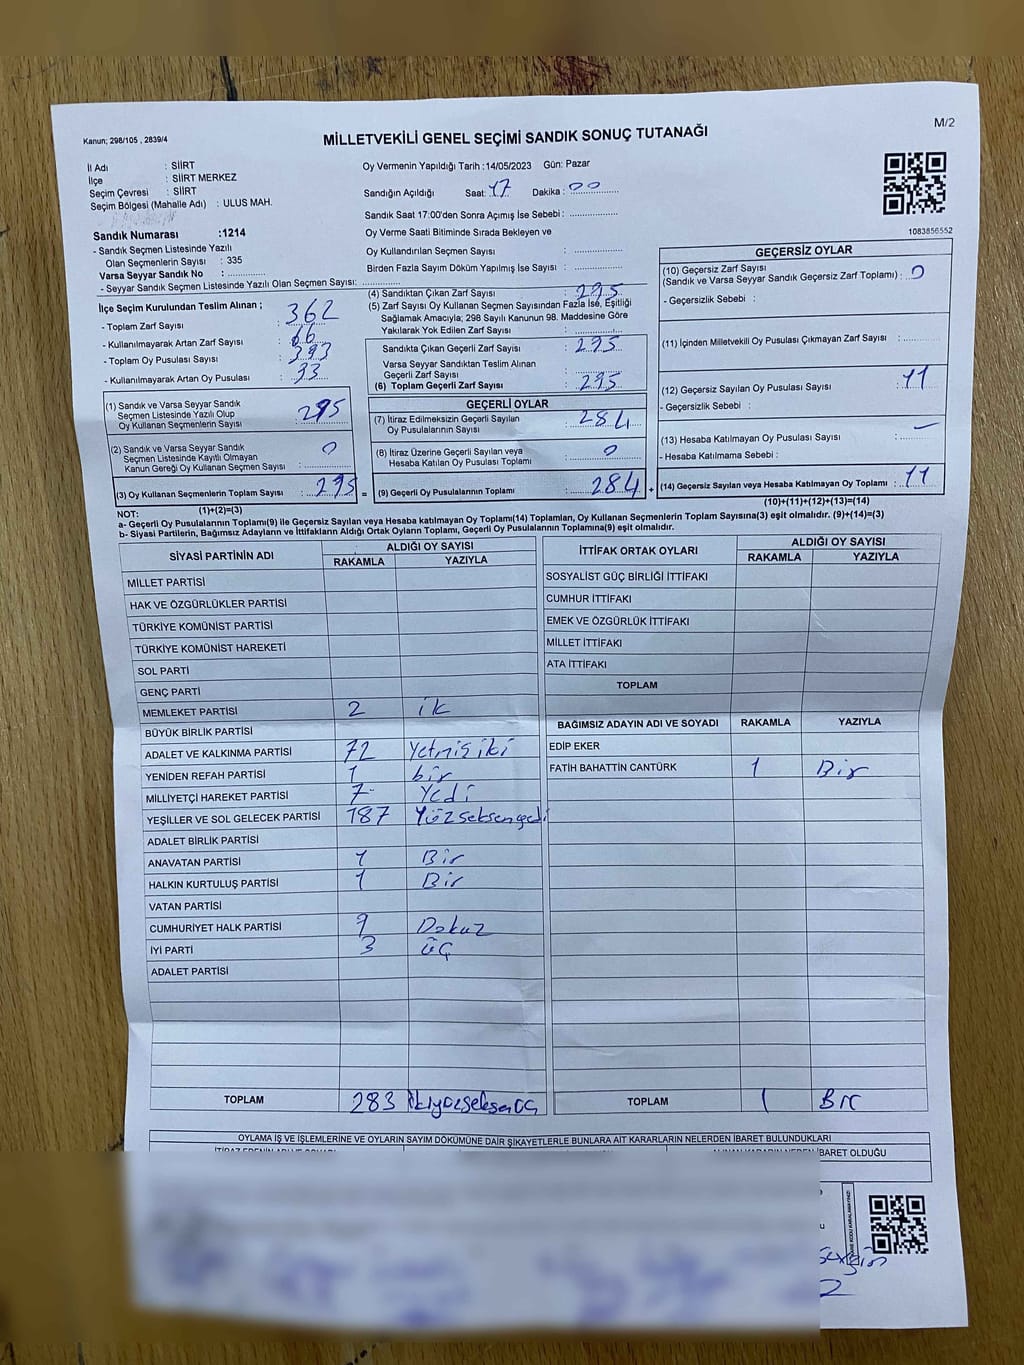 Kanun; 298/105 , 2839/4
MİLLETVEKİLİ GENEL SEÇİMİ SANDIK SONUÇ TUTANAĞI
M/2
İl Adı : SİİRT
İlçe : SİİRT MERKEZ
Seçim Çevresi : SİİRT
Seçim Bölgesi (Mahalle Adı) : ULUS MAH.
Sandık Numarası :1214
- Sandık Seçmen Listesinde Yazılı
Olan Seçmenlerin Sayısı : 335
Varsa Seyyar Sandık No : ................
- Seyyar Sandık Seçmen Listesinde Yazılı Olan Seçmen Sayısı: ................
Oy Vermenin Yapıldığı Tarih :14/05/2023 Gün: Pazar
Sandığın Açıldığı Saat: 17 Dakika : 00
Sandık Saat 17:00'den Sonra Açımış İse Sebebi : ................
Oy Verme Saati Bitiminde Sırada Bekleyen ve
Oy Kullandırılan Seçmen Sayısı : ................
Birden Fazla Sayım Döküm Yapılmış İse Sayısı : ................
1083856552
İlçe Seçim Kurulundan Teslim Alınan ;
- Toplam Zarf Sayısı : 362
- Kullanılmayarak Artan Zarf Sayısı : 66
- Toplam Oy Pusulası Sayısı : 393
- Kullanılmayarak Artan Oy Pusulası : 33
(1) Sandık ve Varsa Seyyar Sandık
Seçmen Listesinde Yazılı Olup
Oy Kullanan Seçmenlerin Sayısı : 295
(2) Sandık ve Varsa Seyyar Sandık
Seçmen Listesinde Kayıtlı Olmayan
Kanun Gereği Oy Kullanan Seçmen Sayısı : 0
(3) Oy Kullanan Seçmenlerin Toplam Sayısı : 295 =
(1)+(2)=(3)
(4) Sandıktan Çıkan Zarf Sayısı : 295
(5) Zarf Sayısı Oy Kullanan Seçmen Sayısından Fazla İse, Eşitliği
Sağlamak Amacıyla; 298 Sayılı Kanunun 98. Maddesine Göre
Yakılarak Yok Edilen Zarf Sayısı : ................
Sandıkta Çıkan Geçerli Zarf Sayısı : 295
Varsa Seyyar Sandıktan Teslim Alınan
Geçerli Zarf Sayısı : ................
(6) Toplam Geçerli Zarf Sayısı : 295
GEÇERLİ OYLAR
(7) İtiraz Edilmeksizin Geçerli Sayılan
Oy Pusulalarının Sayısı : 284
(8) İtiraz Üzerine Geçerli Sayılan veya
Hesaba Katılan Oy Pusulası Toplamı : 0
(9) Geçerli Oy Pusulalarının Toplamı : 284 +
GEÇERSİZ OYLAR
(10) Geçersiz Zarf Sayısı
(Sandık ve Varsa Seyyar Sandık Geçersiz Zarf Toplamı) : 0
- Geçersizlik Sebebi :
(11) İçinden Milletvekili Oy Pusulası Çıkmayan Zarf Sayısı : ................
(12) Geçersiz Sayılan Oy Pusulası Sayısı : 11
- Geçersizlik Sebebi :
(13) Hesaba Katılmayan Oy Pusulası Sayısı : —
- Hesaba Katılmama Sebebi :
(14) Geçersiz Sayılan veya Hesaba Katılmayan Oy Toplamı : 11
(10)+(11)+(12)+(13)=(14)
NOT:
a- Geçerli Oy Pusulalarının Toplamı(9) ile Geçersiz Sayılan veya Hesaba katılmayan Oy Toplamı(14) Toplamları, Oy Kullanan Seçmenlerin Toplam Sayısına(3) eşit olmalıdır. (9)+(14)=(3)
b- Siyasi Partilerin, Bağımsız Adayların ve İttifakların Aldığı Ortak Oyların Toplamı, Geçerli Oy Pusulalarının Toplamına(9) eşit olmalıdır.
SİYASİ PARTİNİN ADI ALDIĞI OY SAYISI
RAKAMLA YAZIYLA
MİLLET PARTİSİ
HAK VE ÖZGÜRLÜKLER PARTİSİ
TÜRKİYE KOMÜNİST PARTİSİ
TÜRKİYE KOMÜNİST HAREKETİ
SOL PARTİ
GENÇ PARTİ
MEMLEKET PARTİSİ 2 ik
BÜYÜK BİRLİK PARTİSİ
ADALET VE KALKINMA PARTİSİ 72 Yetmişiki
YENİDEN REFAH PARTİSİ 1 bir
MİLLİYETÇİ HAREKET PARTİSİ 7 Yedi
YEŞİLLER VE SOL GELECEK PARTİSİ 187 Yüzseksenyedi
ADALET BİRLİK PARTİSİ
ANAVATAN PARTİSİ 1 Bir
HALKIN KURTULUŞ PARTİSİ 1 Bir
VATAN PARTİSİ
CUMHURİYET HALK PARTİSİ 9 Dokuz
İYİ PARTİ 3 üç
ADALET PARTİSİ
TOPLAM 283 ikiyüzseksenüç
İTTİFAK ORTAK OYLARI ALDIĞI OY SAYISI
RAKAMLA YAZIYLA
SOSYALİST GÜÇ BİRLİĞİ İTTİFAKI
CUMHUR İTTİFAKI
EMEK VE ÖZGÜRLÜK İTTİFAKI
MİLLET İTTİFAKI
ATA İTTİFAKI
TOPLAM
BAĞIMSIZ ADAYIN ADI VE SOYADI RAKAMLA YAZIYLA
EDİP EKER
FATİH BAHATTİN CANTÜRK 1 Bir
TOPLAM 1 Bir
OYLAMA İŞ VE İŞLEMLERİNE VE OYLARIN SAYIM DÖKÜMÜNE DAİR ŞİKAYETLERLE BUNLARA AİT KARARLARIN NELERDEN İBARET BULUNDUKLARI
İBARET OLDUĞU